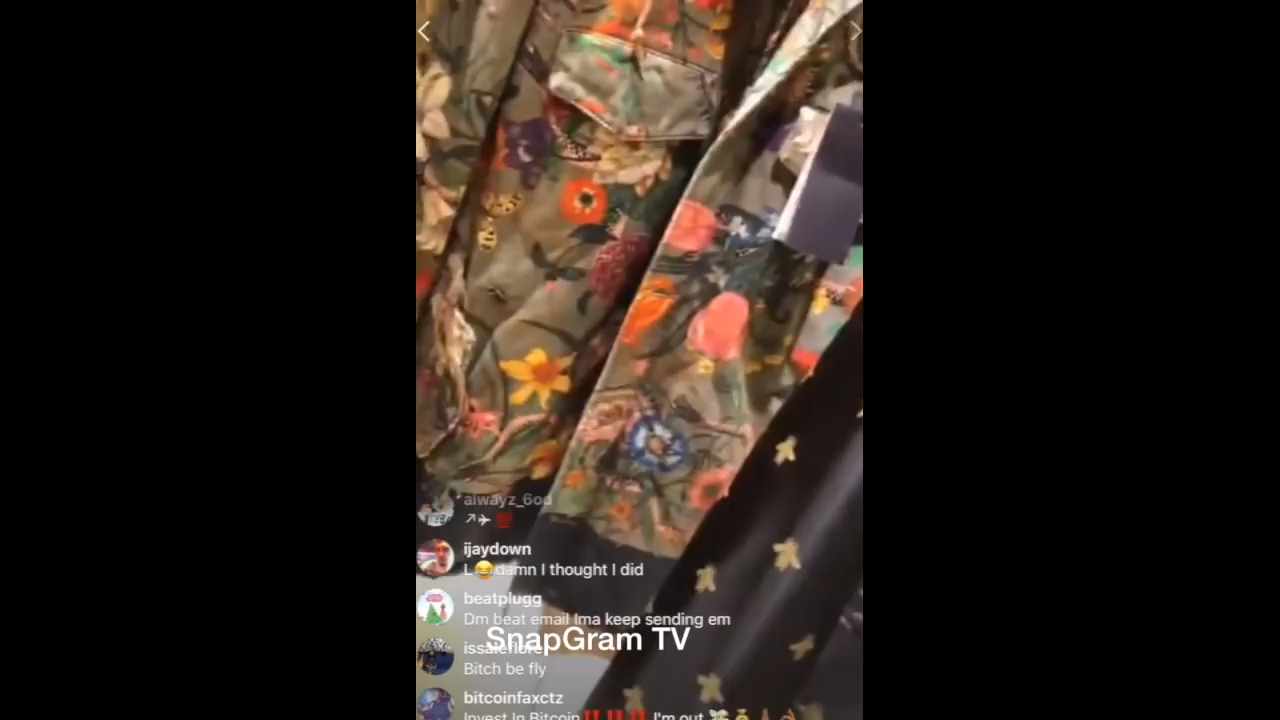 alwayz_6od
↗✈💯
ijaydown
L😂damn I thought I did
beatplugg
Dm beat email Ima keep sending em
SnapGram TV
Bitch be fly
bitcoinfaxctz
Invest In Bitcoin ‼️‼️‼️ I'm out